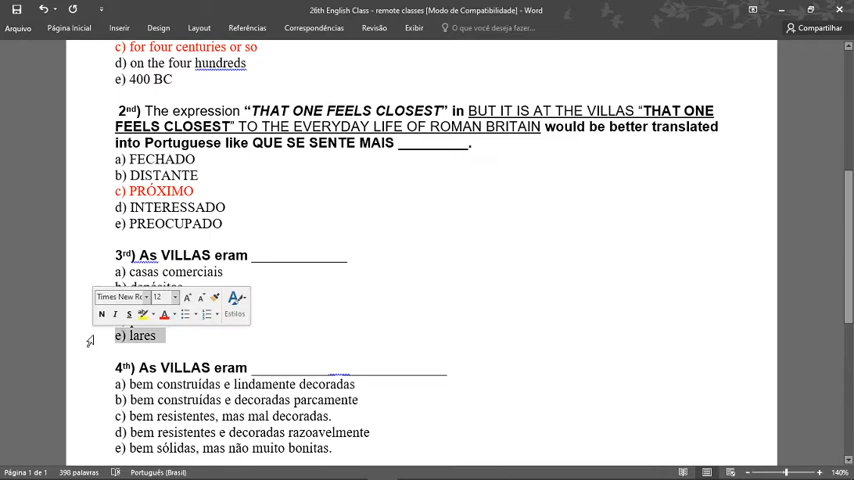 26th English Class - remote classes [Modo de Compatibilidade] - Word
Arquivo Página Inicial Inserir Design Layout Referências Correspondências Revisão Exibir O que você deseja fazer... Compartilhar
c) for four centuries or so
d) on the four hundreds
e) 400 BC
2nd) The expression “THAT ONE FEELS CLOSEST” in BUT IT IS AT THE VILLAS “THAT ONE
FEELS CLOSEST” TO THE EVERYDAY LIFE OF ROMAN BRITAIN would be better translated
into Portuguese like QUE SE SENTE MAIS ________.
a) FECHADO
b) DISTANTE
c) PRÓXIMO
d) INTERESSADO
e) PREOCUPADO
3rd) As VILLAS eram ____________
a) casas comerciais
b) depósitos
Times New Ro 12
N I S Estilos
e) lares
4th) As VILLAS eram _________________________
a) bem construídas e lindamente decoradas
b) bem construídas e decoradas parcamente
c) bem resistentes, mas mal decoradas.
d) bem resistentes e decoradas razoavelmente
e) bem sólidas, mas não muito bonitas.
Página 1 de 1 398 palavras Português (Brasil) 140%